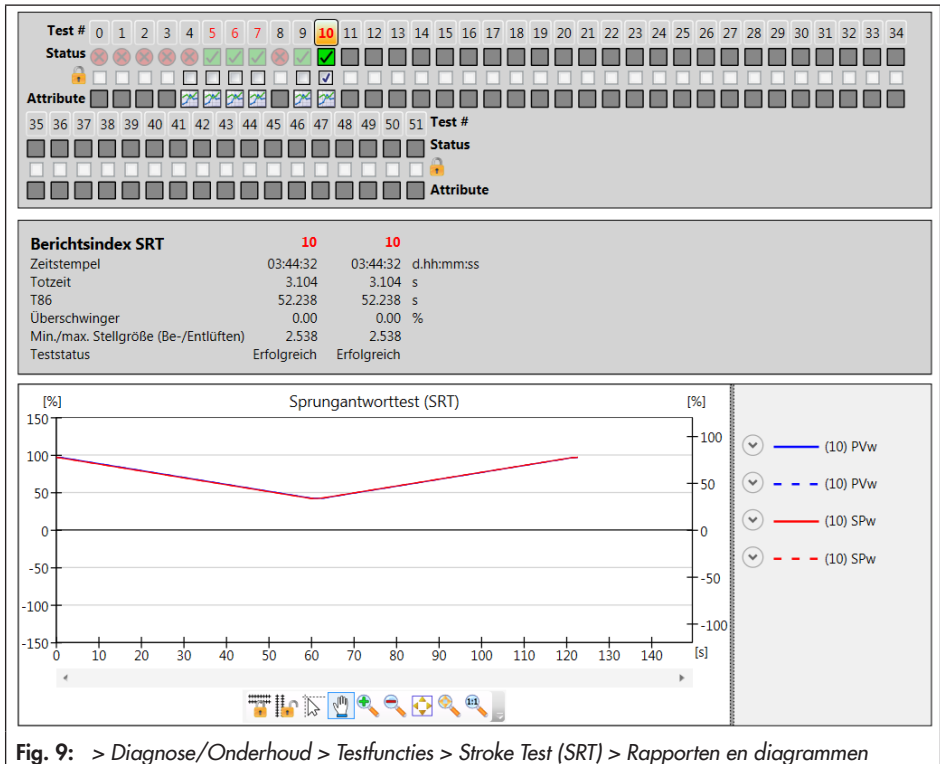 Test # 0 1 2 3 4 5 6 7 8 9 10 11 12 13 14 15 16 17 18 19 20 21 22 23 24 25 26 27 28 29 30 31 32 33 34
Status
Attribute
35 36 37 38 39 40 41 42 43 44 45 46 47 48 49 50 51 Test #
Status
Attribute
Berichtsindex SRT 10 10
Zeitstempel 03:44:32 03:44:32 d.hh:mm:ss
Totzeit 3.104 3.104 s
T86 52.238 52.238 s
Überschwinger 0.00 0.00 %
Min./max. Stellgröße (Be-/Entlüften) 2.538 2.538
Teststatus Erfolgreich Erfolgreich
[%] Sprungantworttest (SRT) [%]
150
100
50
0
-50
-100
-150
100
50
0
-50
-100
0 10 20 30 40 50 60 70 80 90 100 110 120 130 140 [s]
(10) PVw
(10) PVw
(10) SPw
(10) SPw
1:1
Fig. 9: > Diagnose/Onderhoud > Testfuncties > Stroke Test (SRT) > Rapporten en diagrammen